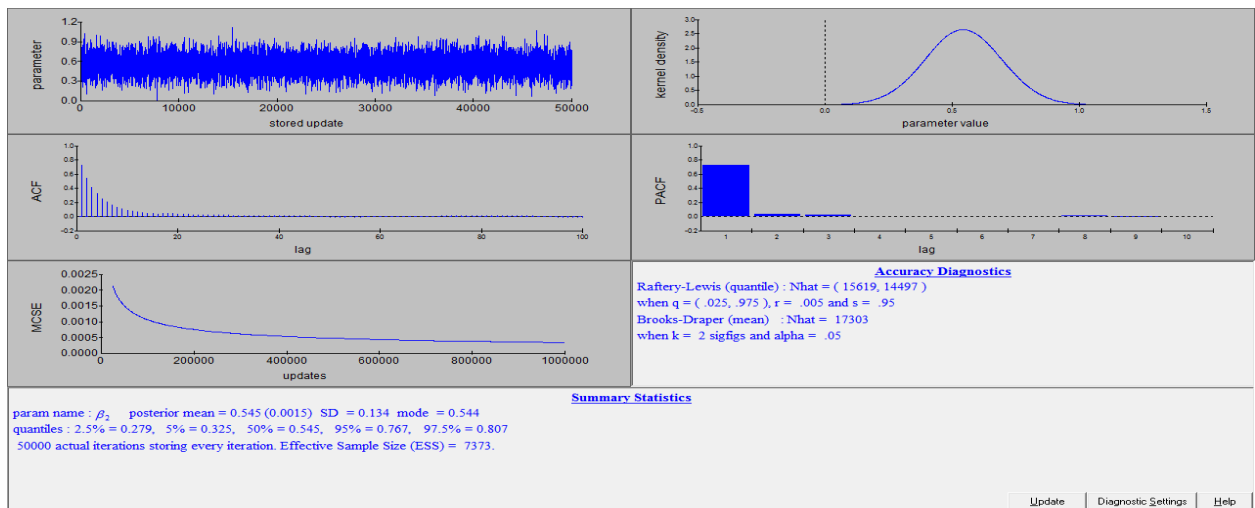 parameter
1.2
0.9
0.6
0.3
0.0
0 10000 20000 30000 40000 50000
stored update
kernel density
3.0
2.5
2.0
1.5
1.0
0.5
0.0
-0.5 0.0 0.5 1.0 1.5
parameter value
ACF
1.0
0.8
0.6
0.4
0.2
0.0
-0.2
0 20 40 60 80 100
lag
PACF
1.0
0.8
0.6
0.4
0.2
0.0
-0.2
1 2 3 4 5 6 7 8 9 10
lag
MCSE
0.0025
0.0020
0.0015
0.0010
0.0005
0.0000
0 200000 400000 600000 800000 1000000
updates
Accuracy Diagnostics
Raftery-Lewis (quantile) : Nhat = ( 15619, 14497 )
when q = ( .025, .975 ), r = .005 and s = .95
Brooks-Draper (mean) : Nhat = 17303
when k = 2 sigfigs and alpha = .05
Summary Statistics
param name : β₂ posterior mean = 0.545 (0.0015) SD = 0.134 mode = 0.544
quantiles : 2.5% = 0.279, 5% = 0.325, 50% = 0.545, 95% = 0.767, 97.5% = 0.807
50000 actual iterations storing every iteration. Effective Sample Size (ESS) = 7373.
Update Diagnostic Settings Help